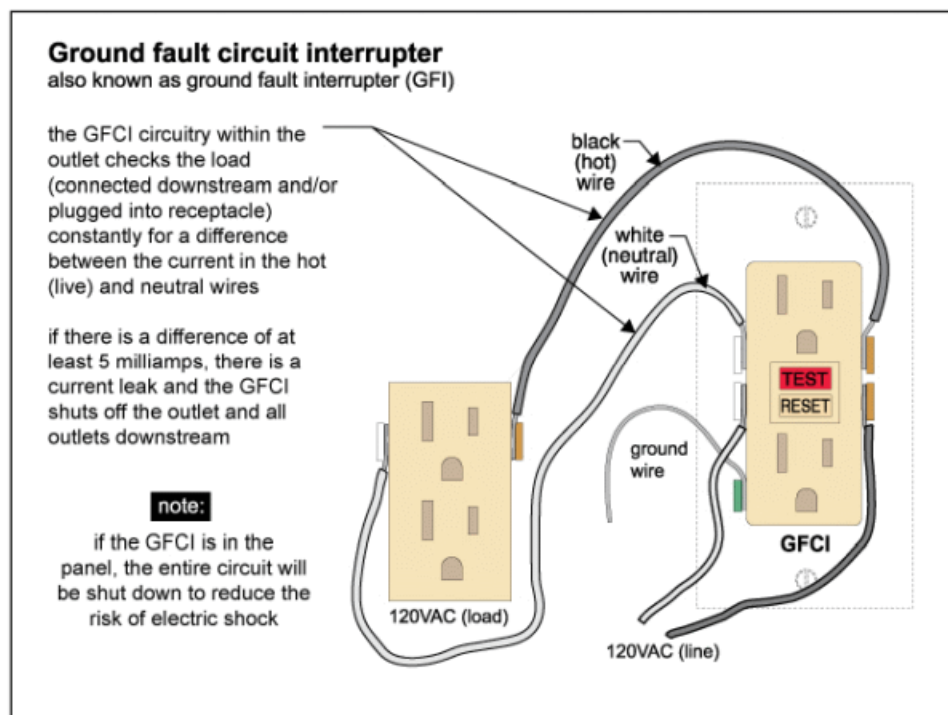 Ground fault circuit interrupter
also known as ground fault interrupter (GFI)
the GFCI circuitry within the
outlet checks the load
(connected downstream and/or
plugged into receptacle)
constantly for a difference
between the current in the hot
(live) and neutral wires
if there is a difference of at
least 5 milliamps, there is a
current leak and the GFCI
shuts off the outlet and all
outlets downstream
note:
if the GFCI is in the
panel, the entire circuit will
be shut down to reduce the
risk of electric shock
black
(hot)
wire
white
(neutral)
wire
TEST
RESET
ground
wire
GFCI
120VAC (load)
120VAC (line)